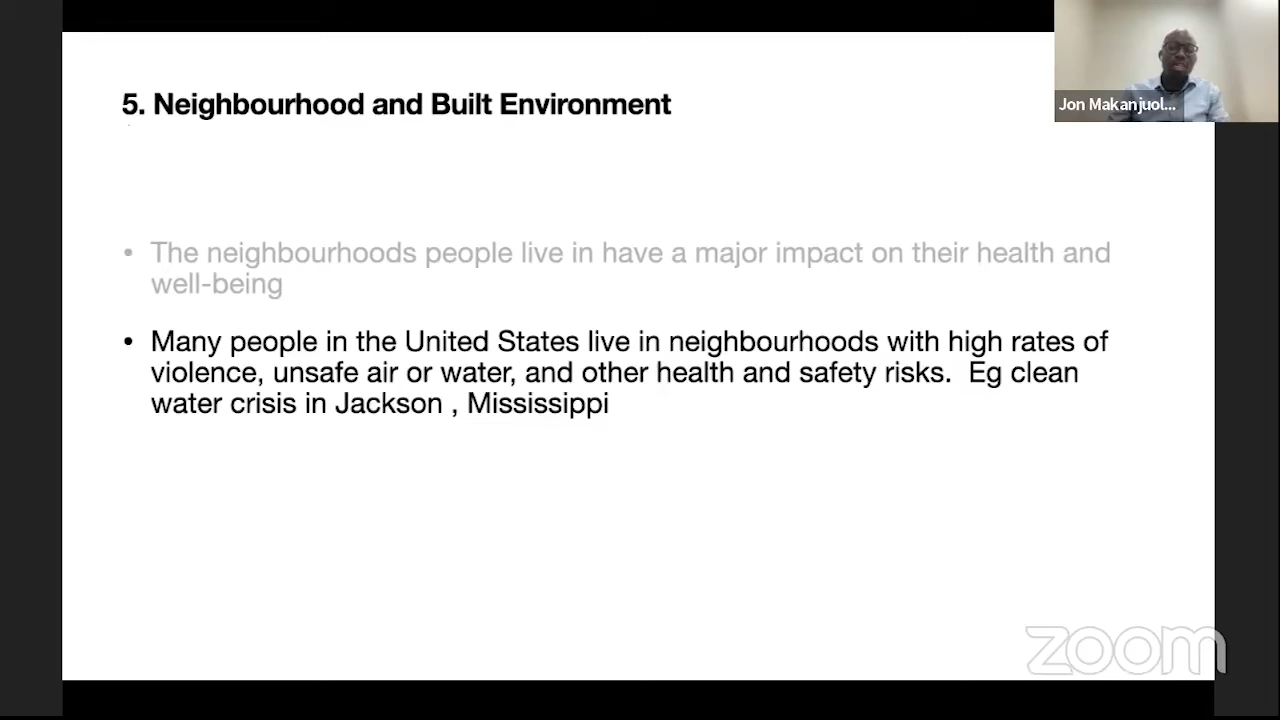 5. Neighbourhood and Built Environment
Jon Makanjuol...
• The neighbourhoods people live in have a major impact on their health and
well-being
• Many people in the United States live in neighbourhoods with high rates of
violence, unsafe air or water, and other health and safety risks.  Eg clean
water crisis in Jackson , Mississippi
zoom